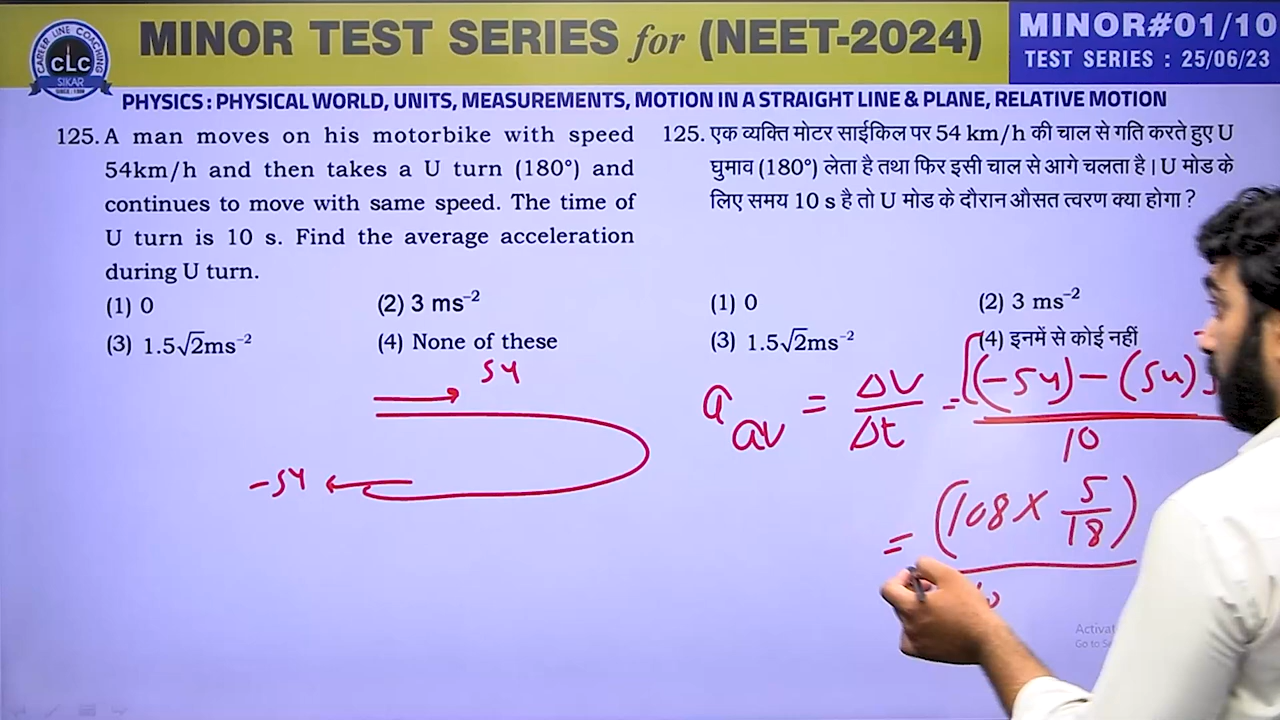 CAREER LINE COACHING
CLC
SIKAR
MINOR TEST SERIES for (NEET-2024)
MINOR#01/10
TEST SERIES : 25/06/23
PHYSICS : PHYSICAL WORLD, UNITS, MEASUREMENTS, MOTION IN A STRAIGHT LINE & PLANE, RELATIVE MOTION
125. A man moves on his motorbike with speed
54km/h and then takes a U turn (180°) and
continues to move with same speed. The time of
U turn is 10 s. Find the average acceleration
during U turn.
(1) 0 (2) 3 ms⁻²
(3) 1.5√2ms⁻² (4) None of these
125. एक व्यक्ति मोटर साईकिल पर 54 km/h की चाल से गति करते हुए U
घुमाव (180°) लेता है तथा फिर इसी चाल से आगे चलता है। U मोड के
लिए समय 10 s है तो U मोड के दौरान औसत त्वरण क्या होगा ?
(1) 0 (2) 3 ms⁻²
(3) 1.5√2ms⁻² (4) इनमें से कोई नहीं
54
-54
a av = ΔV/Δt = [(-54) - (54)
10
= (108 × 5/18)
10
Activat